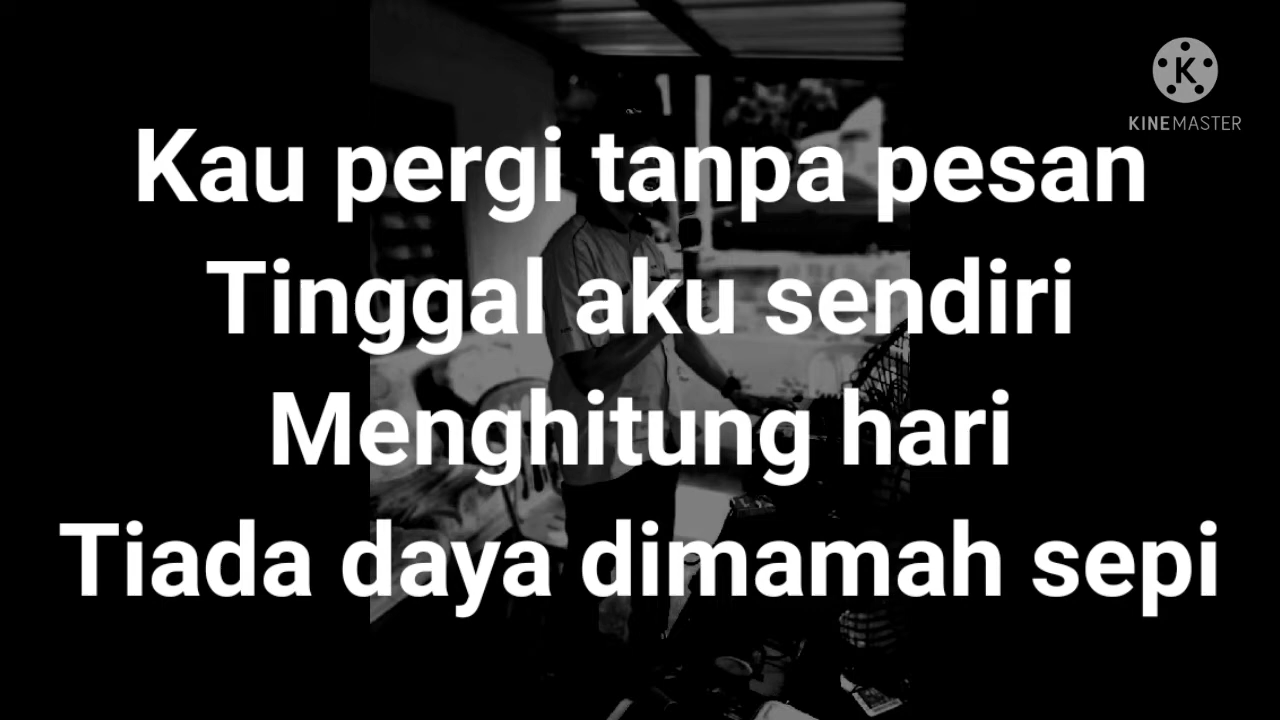 KINEMASTER
Kau pergi tanpa pesan
Tinggal aku sendiri
Menghitung hari
Tiada daya dimamah sepi